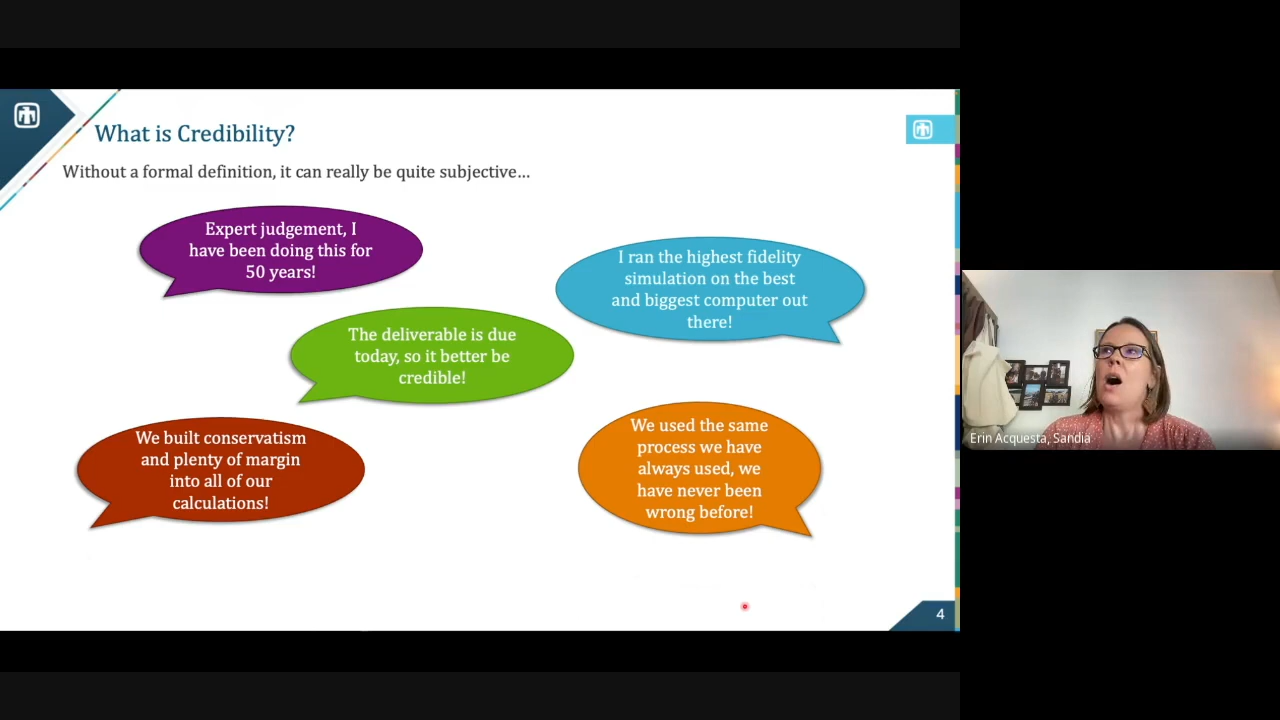 What is Credibility?
Without a formal definition, it can really be quite subjective...
Expert judgement, I
have been doing this for
50 years!
I ran the highest fidelity
simulation on the best
and biggest computer out
there!
The deliverable is due
today, so it better be
credible!
We built conservatism
and plenty of margin
into all of our
calculations!
We used the same
process we have
always used, we
have never been
wrong before!
4
Erin Acquesta, Sandia